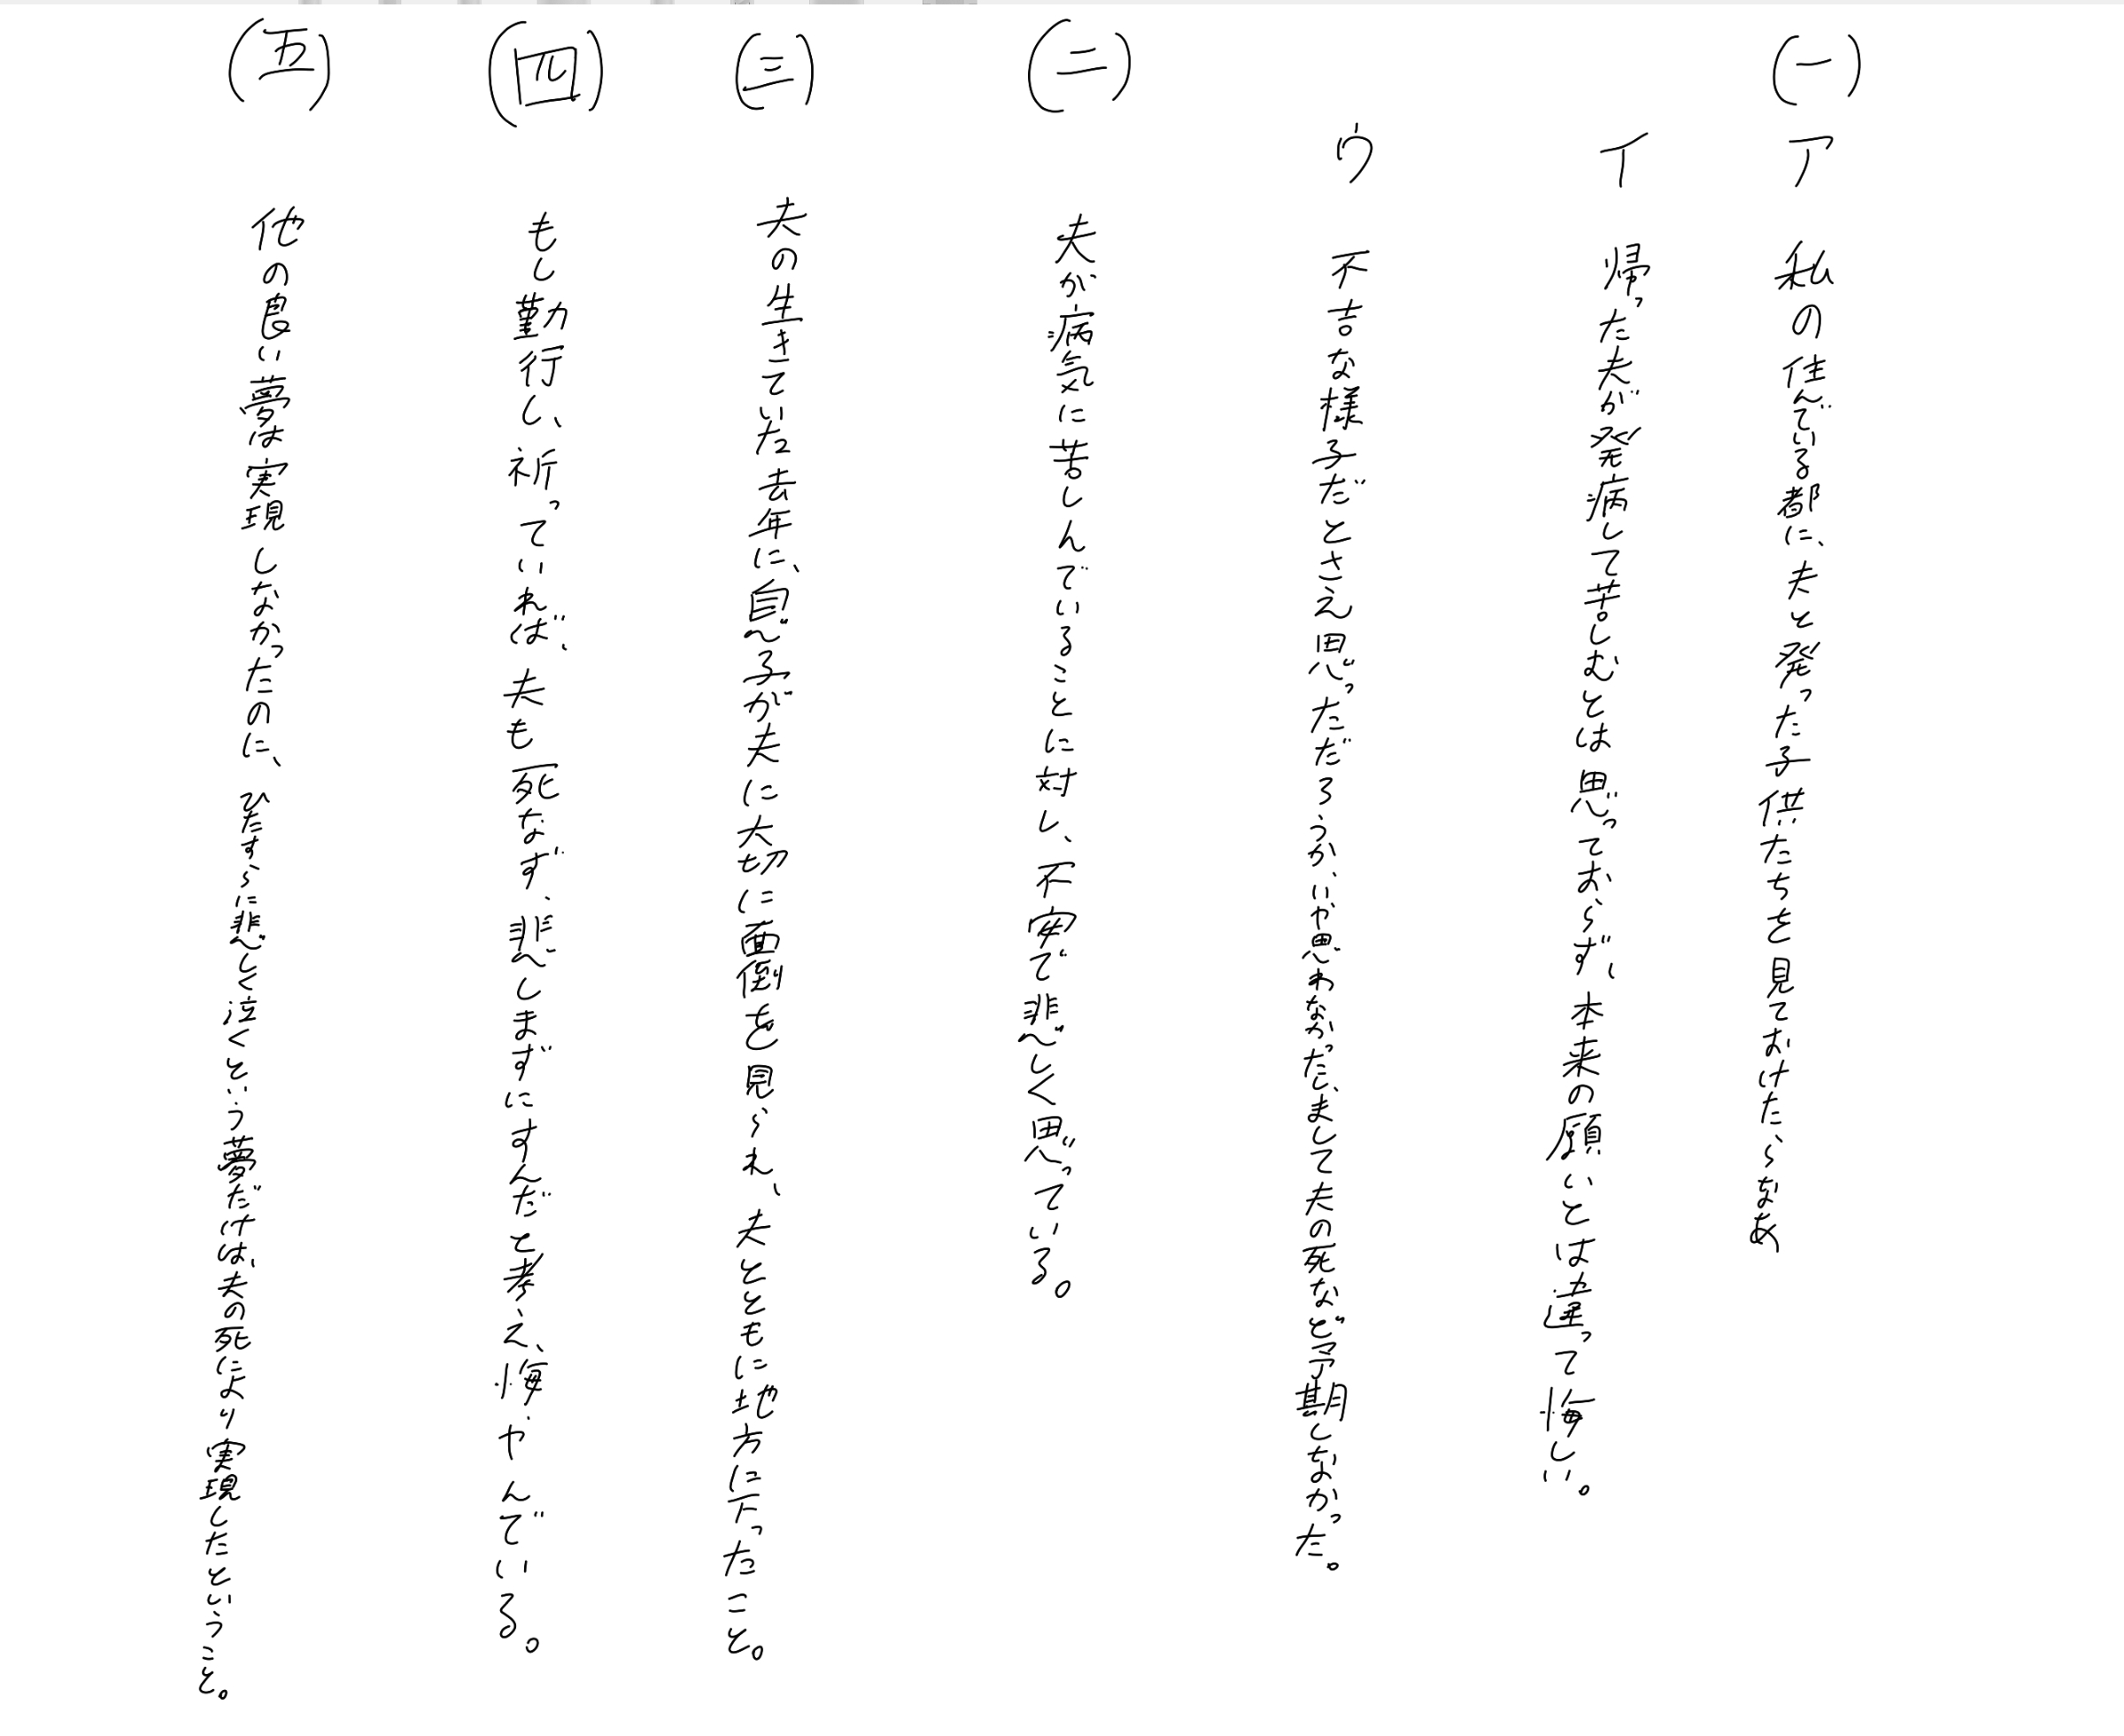 (一) ア 私の住んでいる都に、夫と発った子供たちを見ておけたらなあ
イ 帰った夫が発病して苦しむとは思っておらず、本来の願いとは違って悔しい。
ウ 不吉な様子だとさえ思っただろうか、いや思わなかったし、まして夫の死など予期しなかった。
(二) 夫が病気に苦しんでいることに対し、不安で悲しく思っている。
(三) 夫の生きていた去年に、息子が夫に大切に面倒を見られ、夫とともに地方に下ったこと。
(四) もし勤行し、祈っていれば、夫も死なず、悲しまずにすんだと考え、悔やんでいる。
(五) 他の良い夢は実現しなかったのに、ひたすらに悲しく泣くという夢だけは、夫の死により実現したということ。